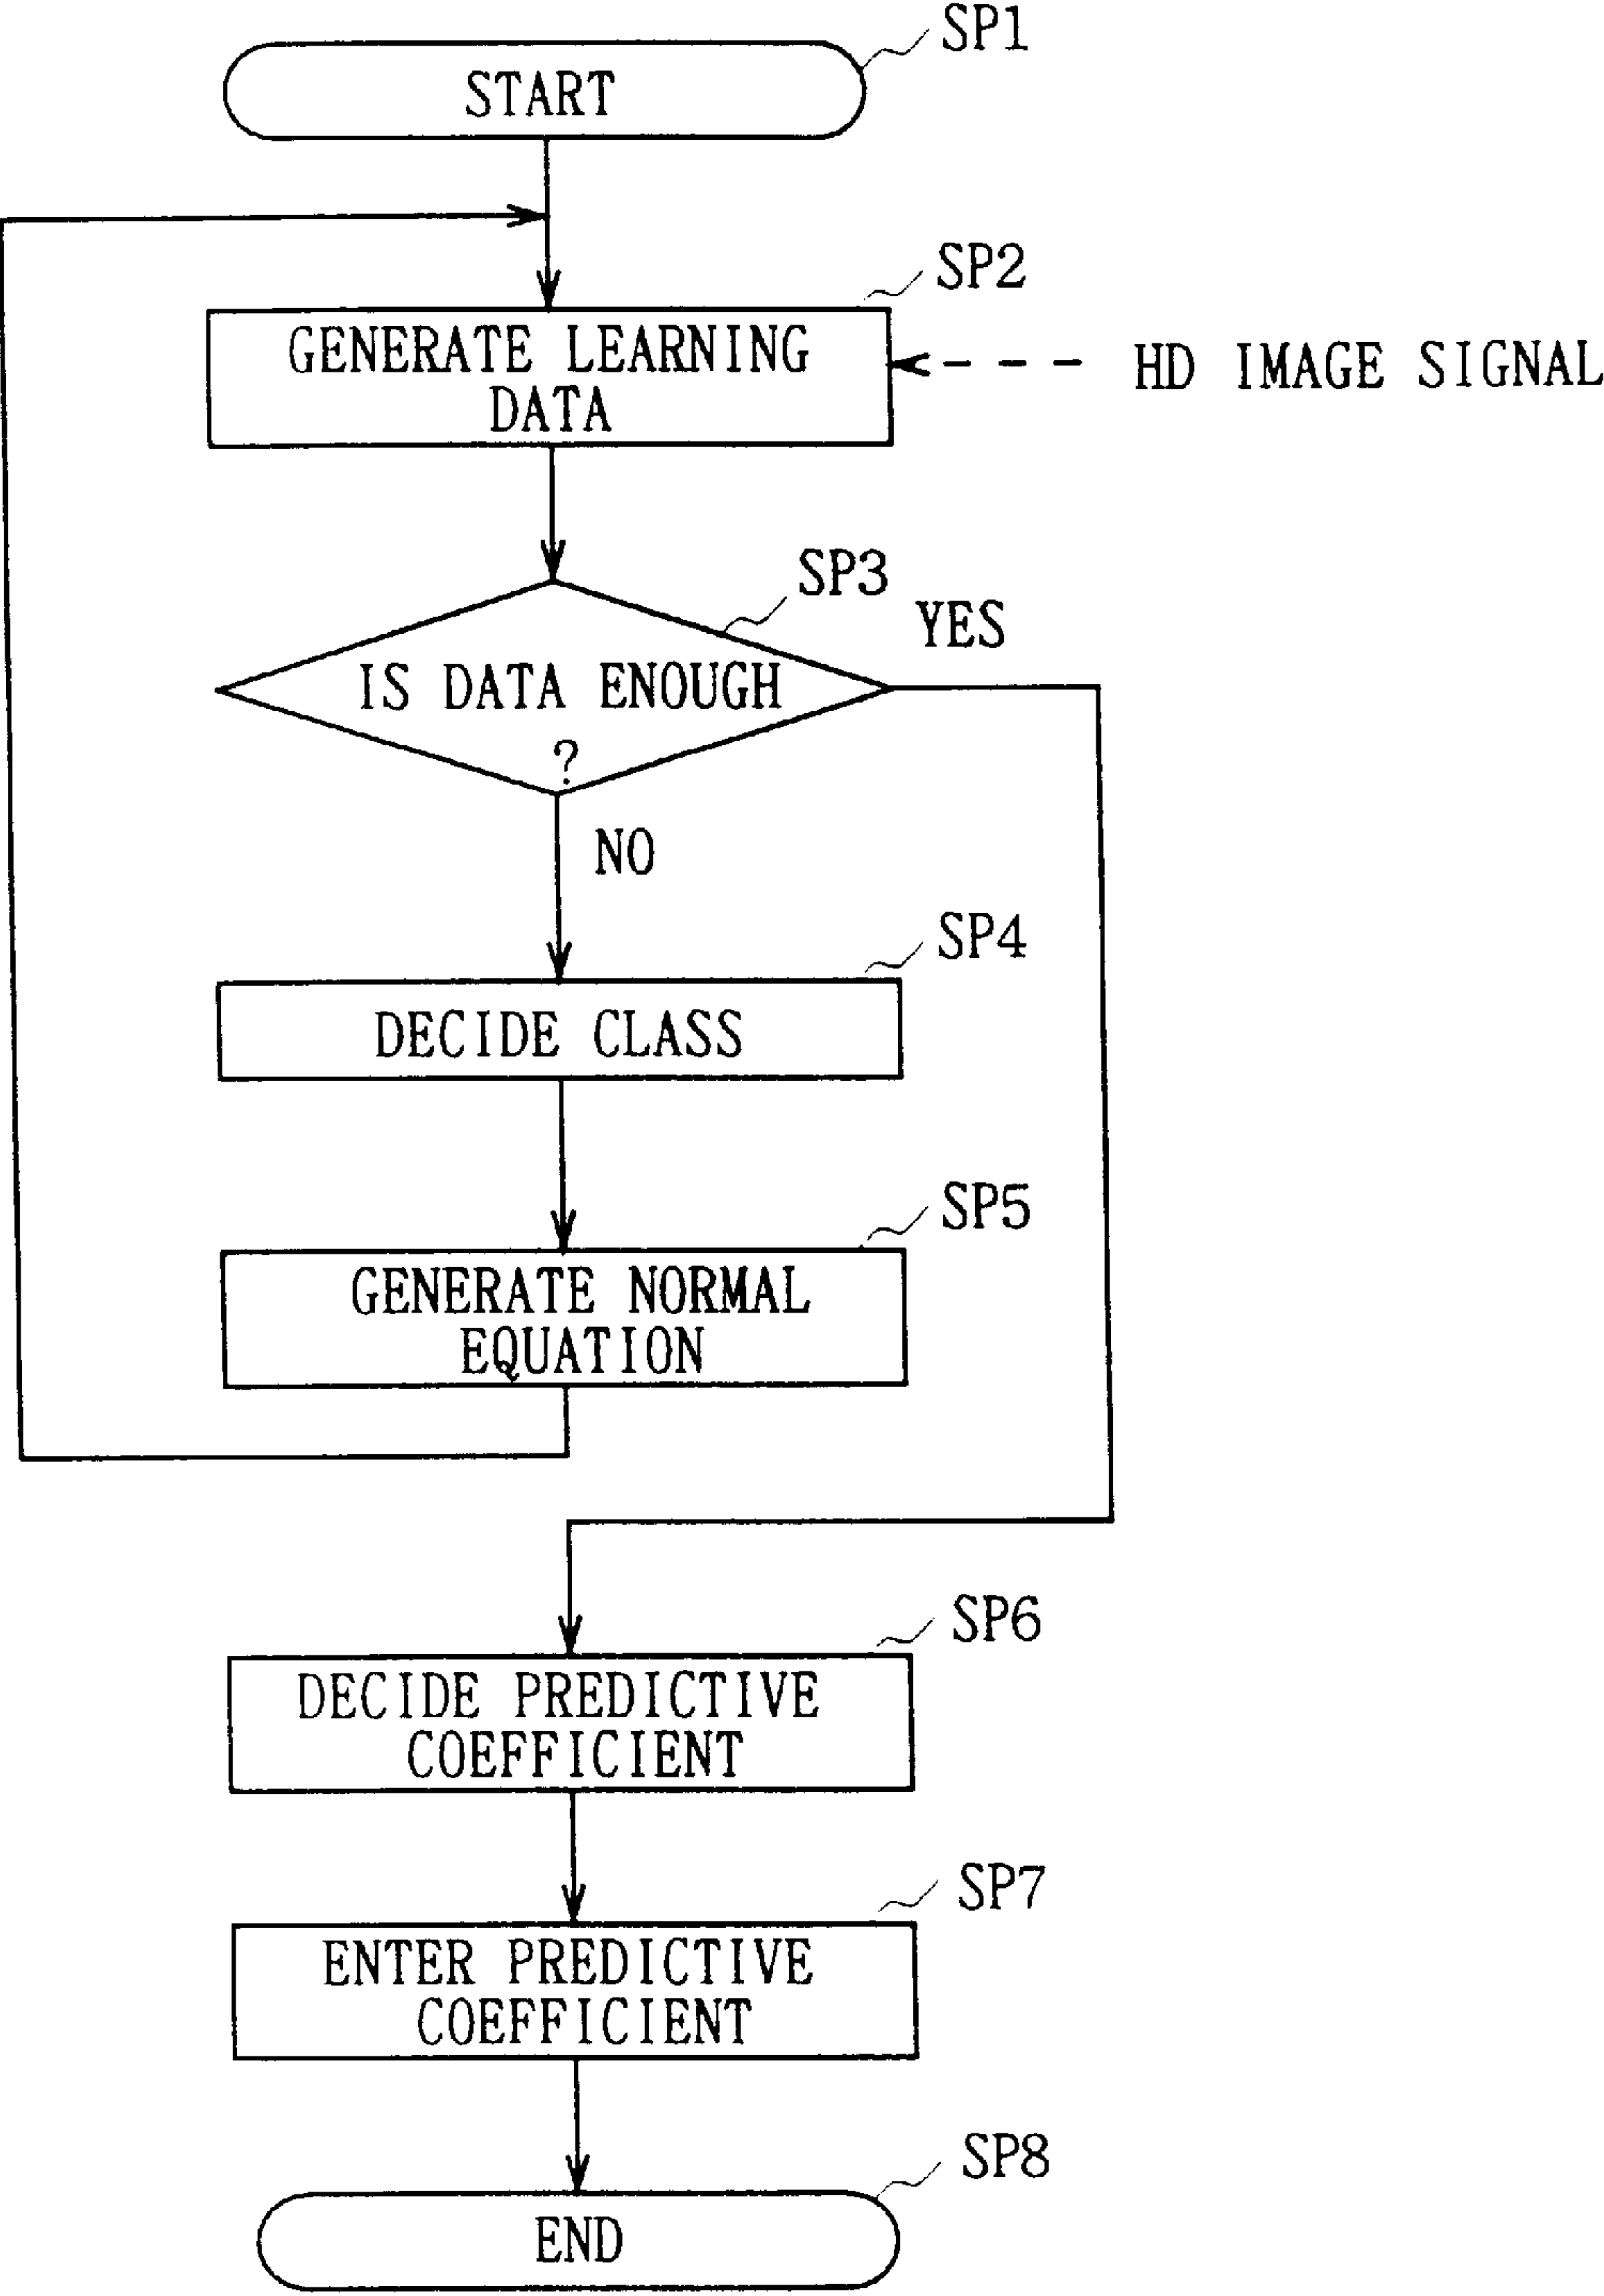 SP1
START
SP2
GENERATE LEARNING
DATA
HD IMAGE SIGNAL
SP3
YES
IS DATA ENOUGH
?
NO
SP4
DECIDE CLASS
SP5
GENERATE NORMAL
EQUATION
SP6
DECIDE PREDICTIVE
COEFFICIENT
SP7
ENTER PREDICTIVE
COEFFICIENT
SP8
END